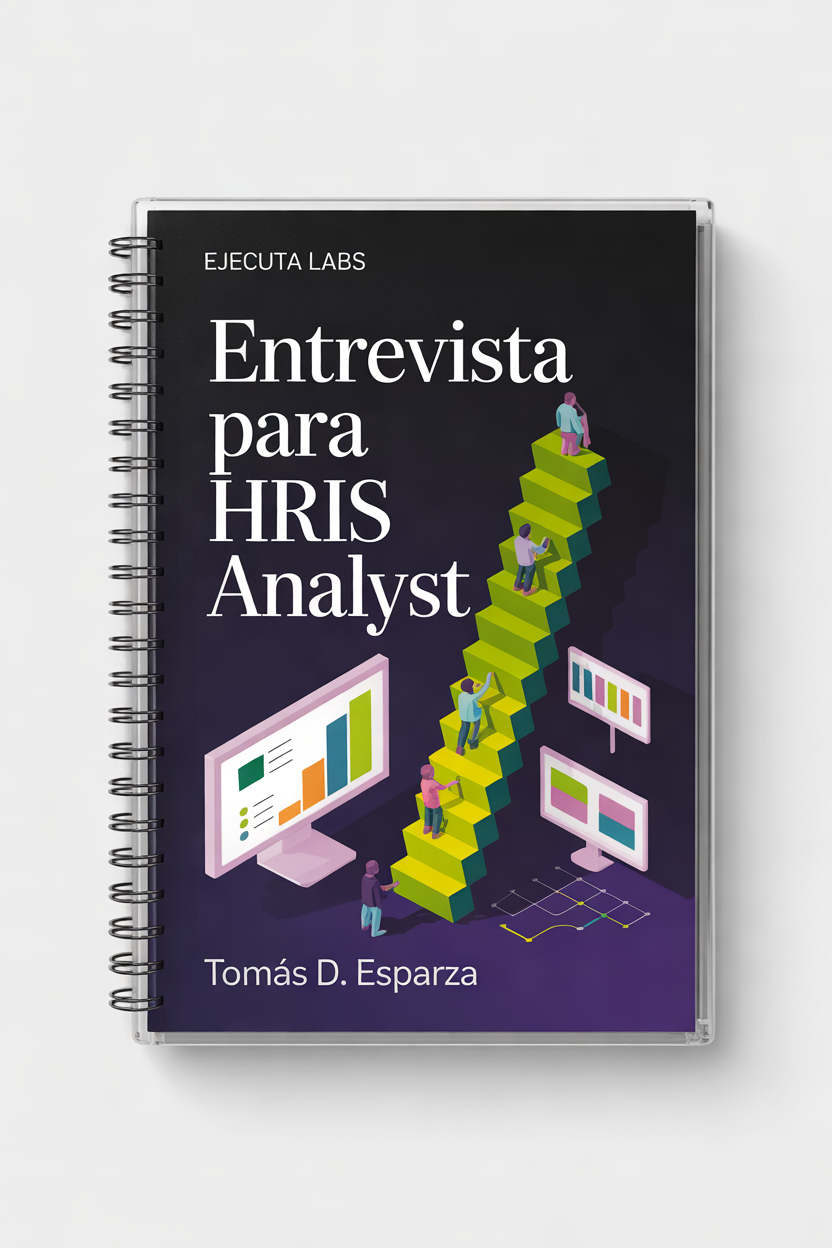 EJECUTA LABS
Entrevista
para
HRIS
Analyst
Tomás D. Esparza